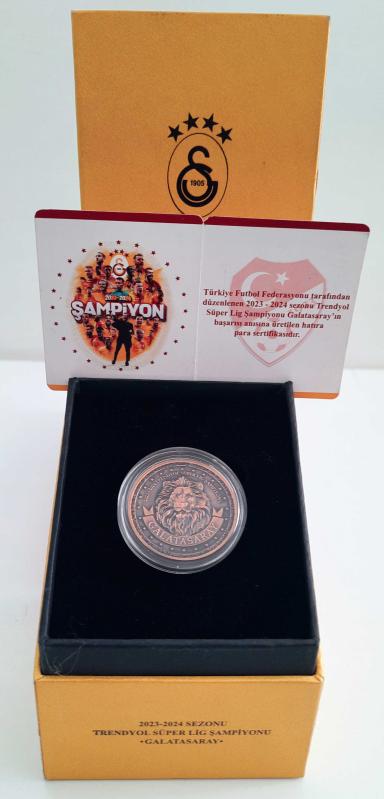 1905
2023-2024
ŞAMPİYON
Türkiye Futbol Federasyonu tarafından
düzenlenen 2023 - 2024 sezonu Trendyol
Süper Lig Şampiyonu Galatasaray'ın
başarısı anısına üretilen hatıra
para sertifikasıdır.
GALATASARAY
2023-2024 SEZONU
TRENDYOL SÜPER LİG ŞAMPİYONU
•GALATASARAY•